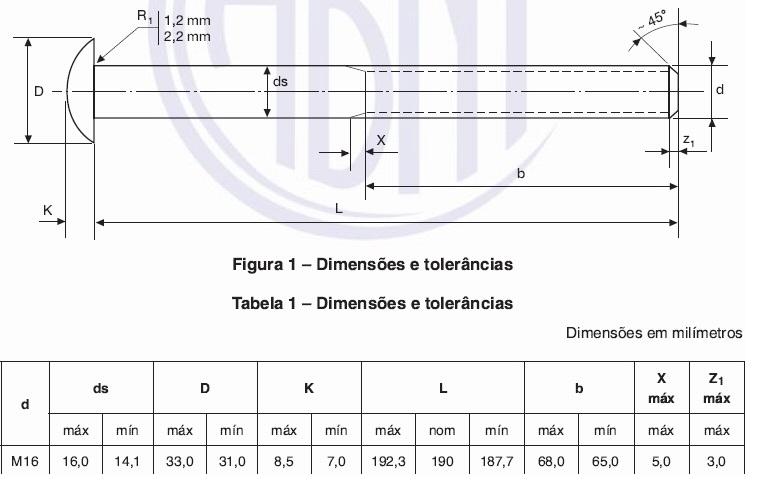 R1 1,2 mm
2,2 mm
~ 45°
D
ds
d
X
z1
b
K
L
Figura 1 – Dimensões e tolerâncias
Tabela 1 – Dimensões e tolerâncias
Dimensões em milímetros
d ds D K L b X máx Z1 máx
máx mín máx mín máx mín máx nom mín máx mín máx máx
M16 16,0 14,1 33,0 31,0 8,5 7,0 192,3 190 187,7 68,0 65,0 5,0 3,0